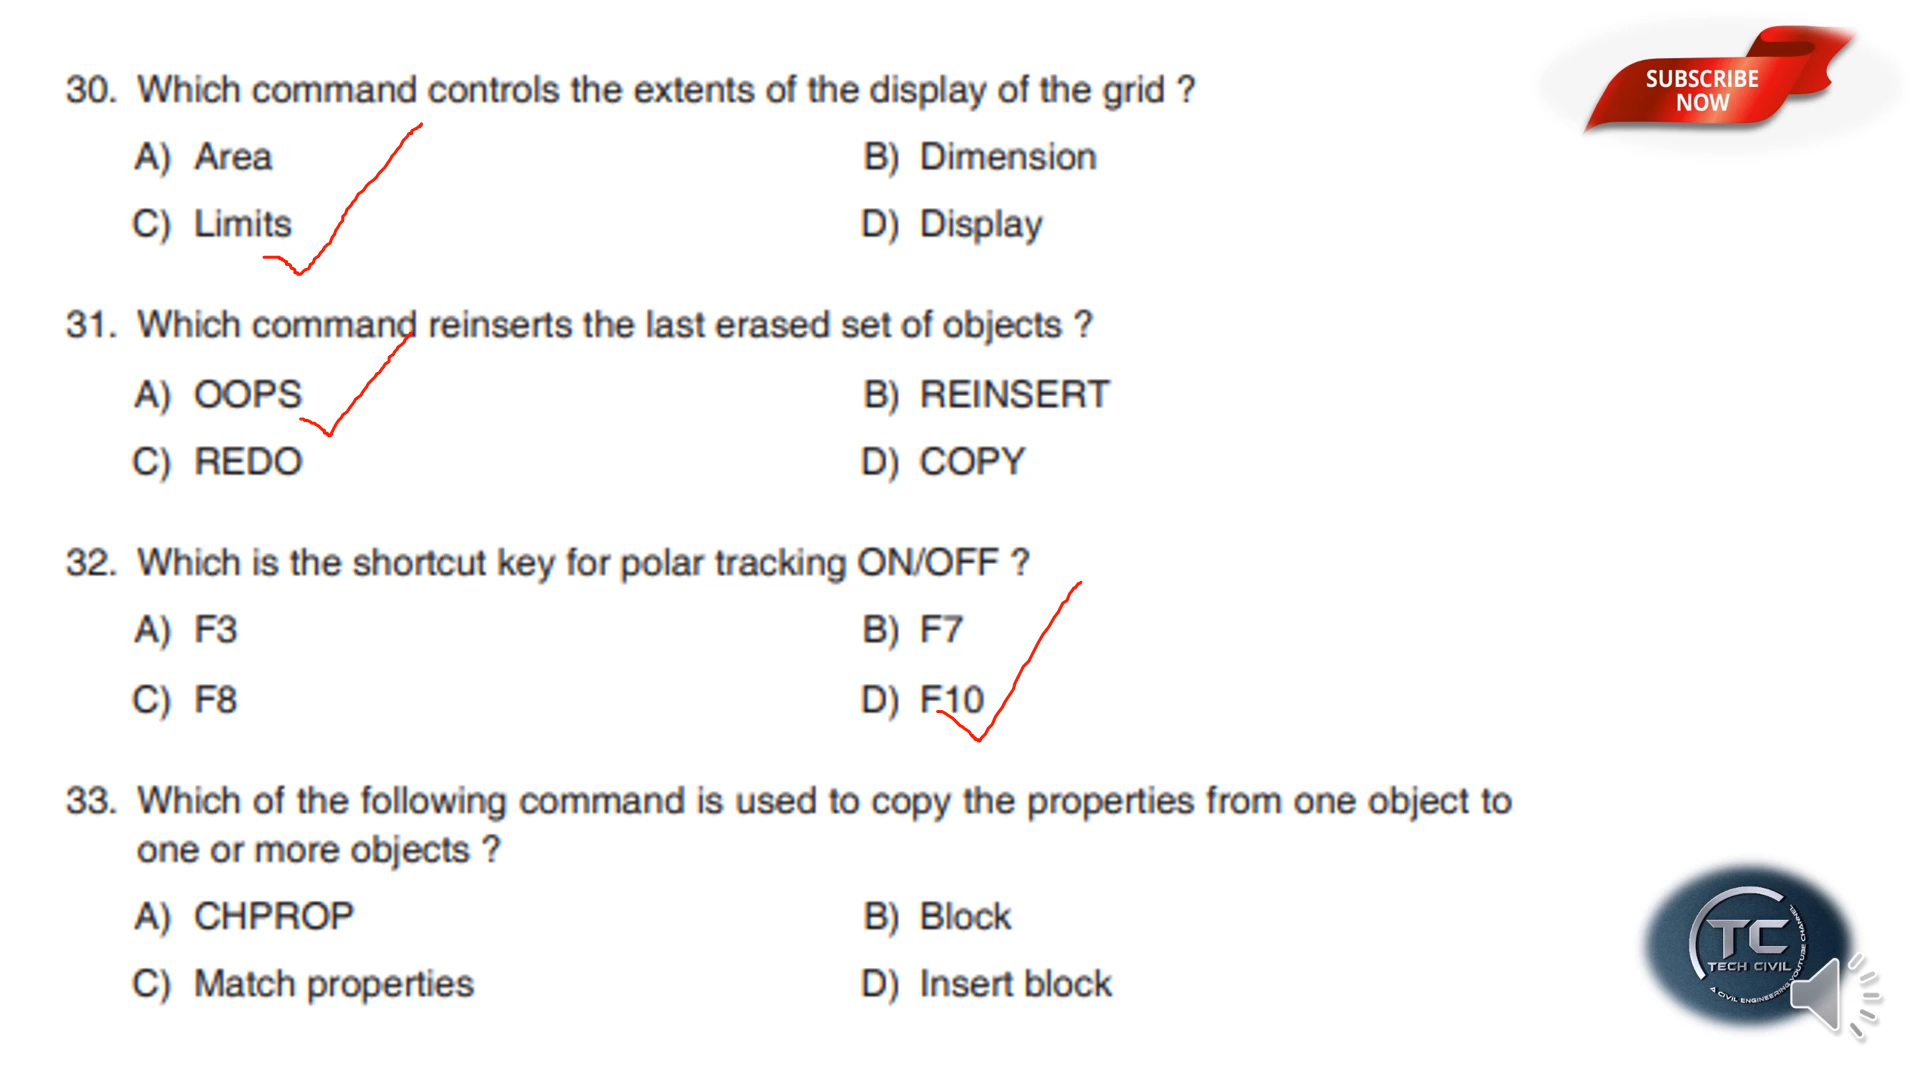 SUBSCRIBE
NOW
30. Which command controls the extents of the display of the grid ?
A) Area B) Dimension
C) Limits D) Display
31. Which command reinserts the last erased set of objects ?
A) OOPS B) REINSERT
C) REDO D) COPY
32. Which is the shortcut key for polar tracking ON/OFF ?
A) F3 B) F7
C) F8 D) F10
33. Which of the following command is used to copy the properties from one object to
one or more objects ?
A) CHPROP B) Block
C) Match properties D) Insert block
TC
TECH CIVIL
A CIVIL ENGINEERING YOUTUBE CHANNEL